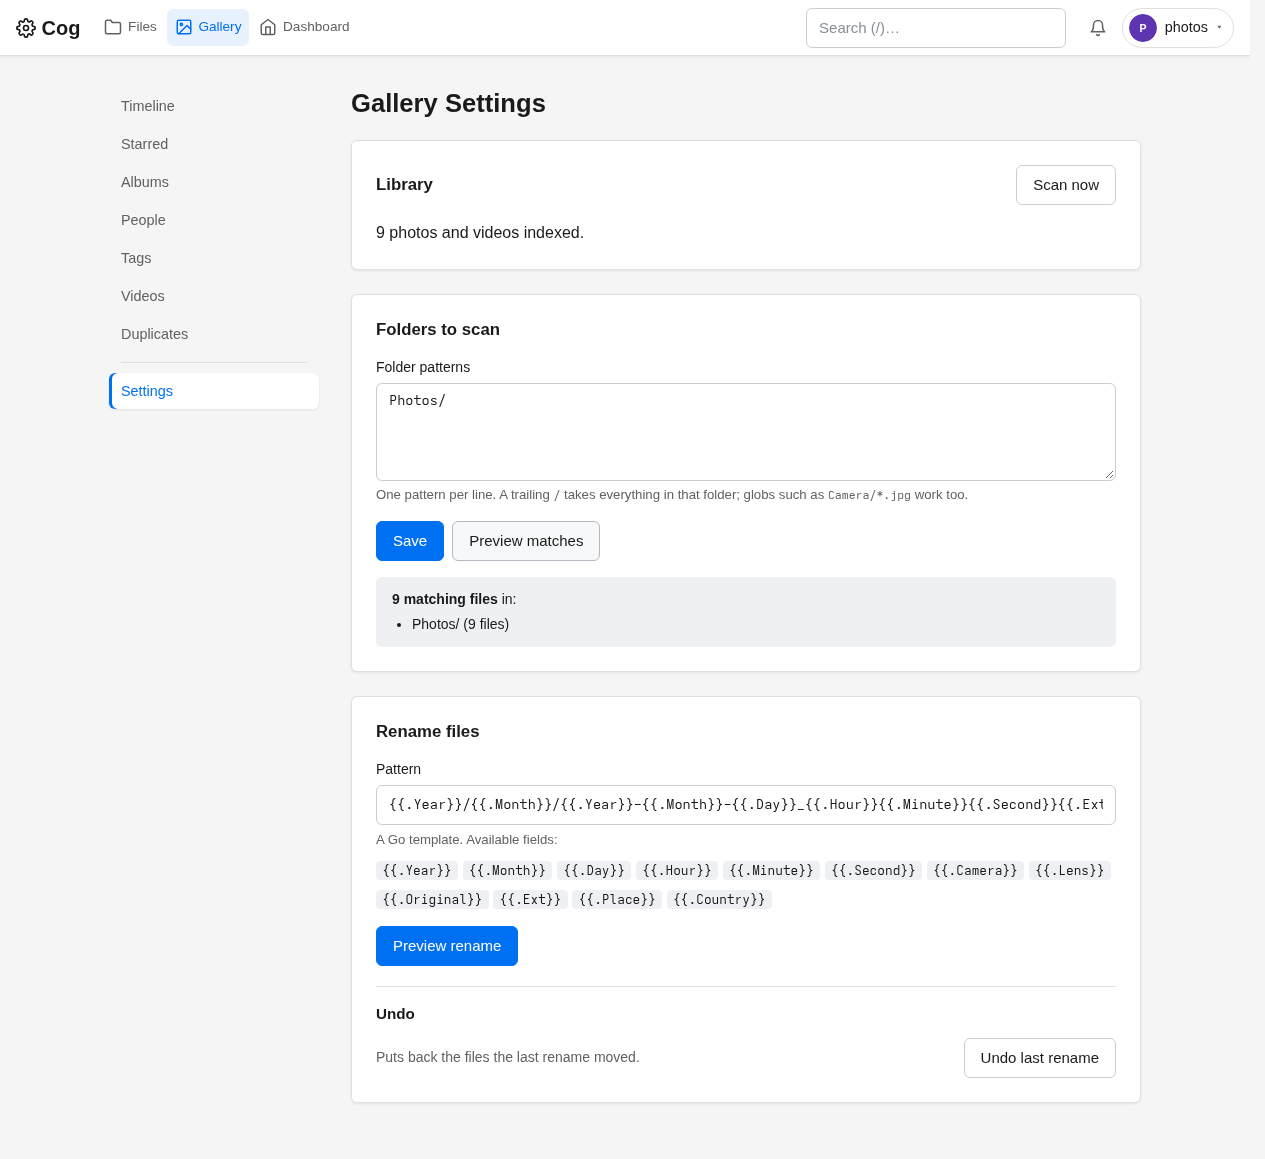 Cog
Files
Gallery
Dashboard
Search (/)…
P
photos
Timeline
Starred
Albums
People
Tags
Videos
Duplicates
Settings
Gallery Settings
Library
Scan now
9 photos and videos indexed.
Folders to scan
Folder patterns
Photos/
One pattern per line. A trailing / takes everything in that folder; globs such as Camera/*.jpg work too.
Save
Preview matches
9 matching files in:
• Photos/ (9 files)
Rename files
Pattern
{{.Year}}/{{.Month}}/{{.Year}}-{{.Month}}-{{.Day}}_{{.Hour}}{{.Minute}}{{.Second}}{{.Ext
A Go template. Available fields:
{{.Year}} {{.Month}} {{.Day}} {{.Hour}} {{.Minute}} {{.Second}} {{.Camera}} {{.Lens}}
{{.Original}} {{.Ext}} {{.Place}} {{.Country}}
Preview rename
Undo
Puts back the files the last rename moved.
Undo last rename